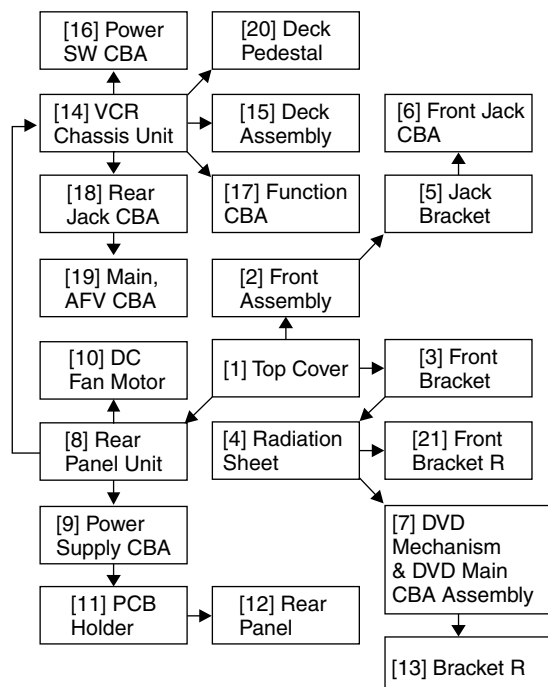 [16] Power
SW CBA
[20] Deck
Pedestal
[14] VCR
Chassis Unit
[15] Deck
Assembly
[6] Front Jack
CBA
[18] Rear
Jack CBA
[17] Function
CBA
[5] Jack
Bracket
[19] Main,
AFV CBA
[2] Front
Assembly
[10] DC
Fan Motor
[1] Top Cover
[3] Front
Bracket
[8] Rear
Panel Unit
[4] Radiation
Sheet
[21] Front
Bracket R
[9] Power
Supply CBA
[7] DVD
Mechanism
& DVD Main
CBA Assembly
[11] PCB
Holder
[12] Rear
Panel
[13] Bracket R